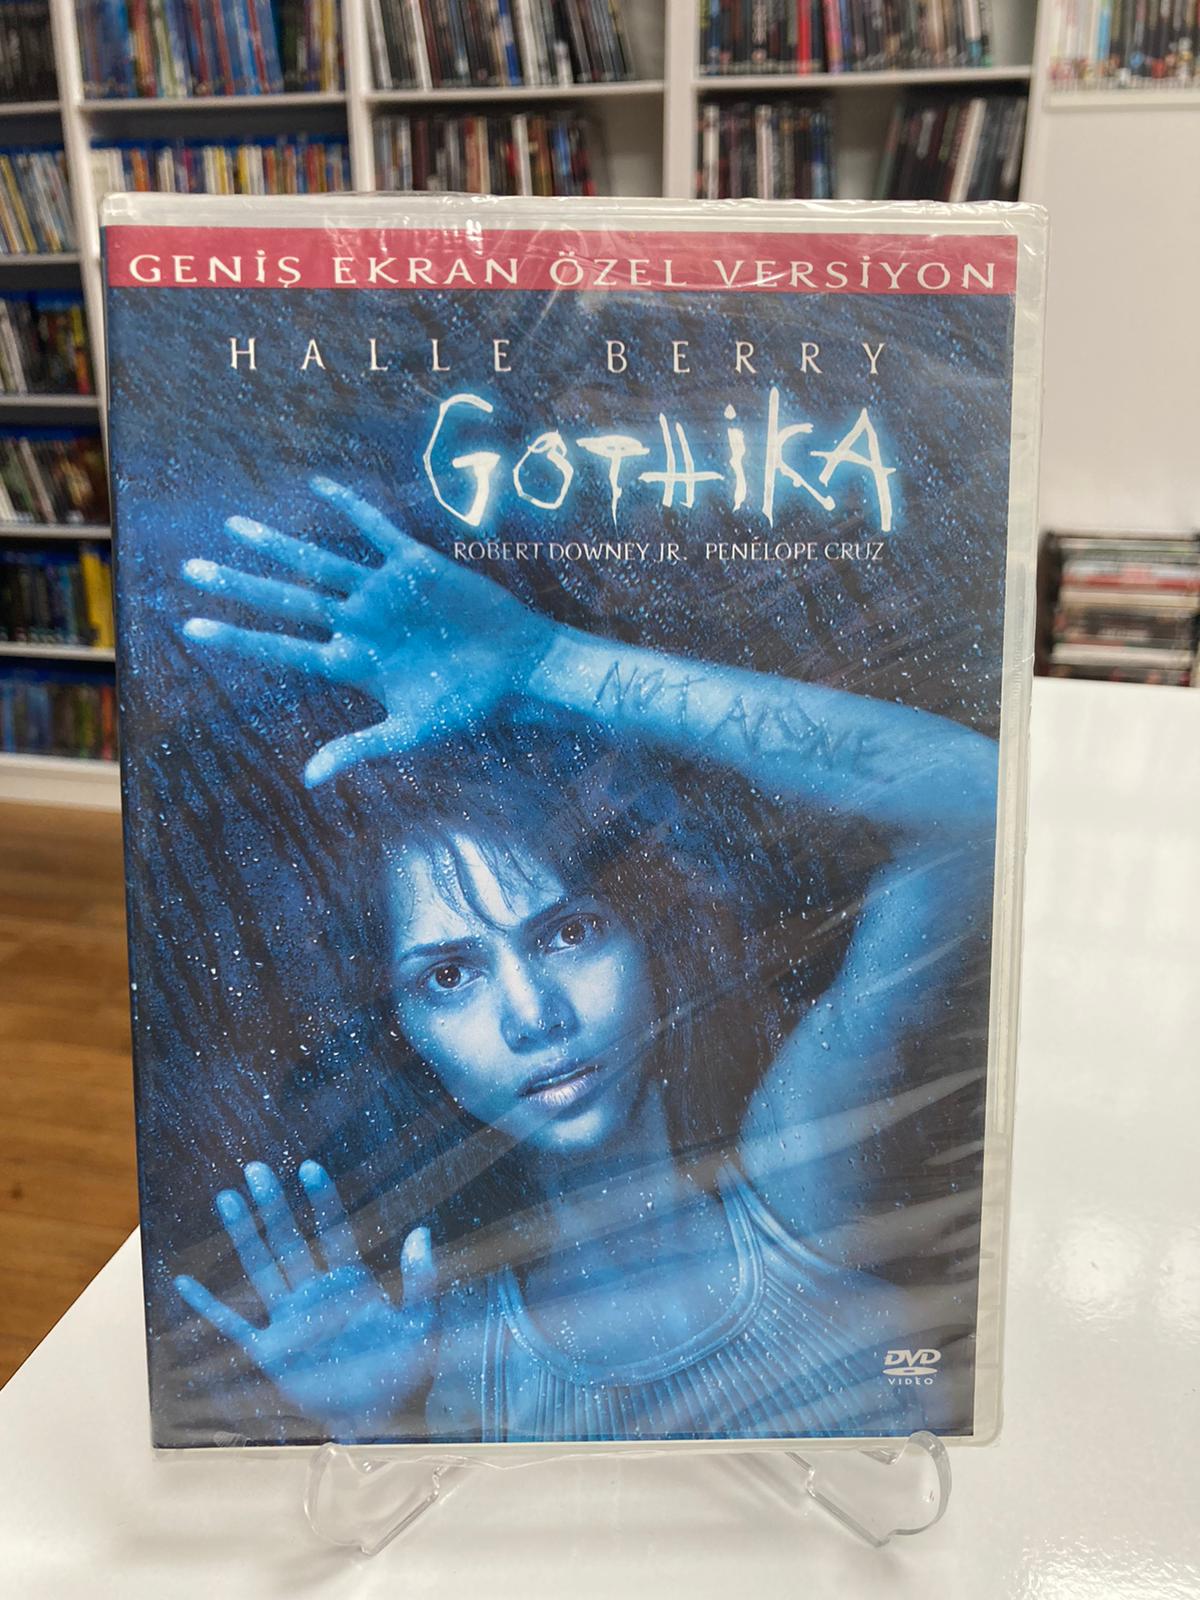 GENİŞ EKRAN ÖZEL VERSİYON
HALLE BERRY
GOTHiKA
ROBERT DOWNEY JR. PENÉLOPE CRUZ
NOT ALONE
DVD
VIDEO